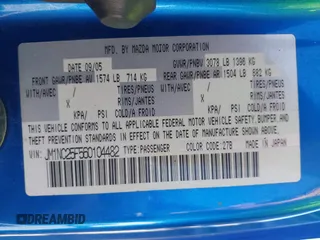 MFD. BY MAZDA MOTOR CORPORATION
DATE 09/05 GVWR/PNBV 3078 LB 1396 KG
FRONT GAWR/PNBE AV 1574 LB 714 KG REAR GAWR/PNBE AR 1504 LB 682 KG
WITH/AVEC / TIRES/PNEUS WITH/AVEC / TIRES/PNEUS
X RIMS/JANTES X RIMS/JANTES
/ KPA/ PSI COLD/A FROID / KPA/ PSI COLD/A FROID
THIS VEHICLE CONFORMS TO ALL APPLICABLE FEDERAL MOTOR VEHICLE SAFETY, BUMPER, AND THEFT PREVENTION STANDARDS IN EFFECT ON THE DATE OF MANUFACTURE SHOWN ABOVE.
JM1NC25F560104482 TYPE:PASSENGER COLOR CODE:27B MADE IN JAPAN
DREAMBID